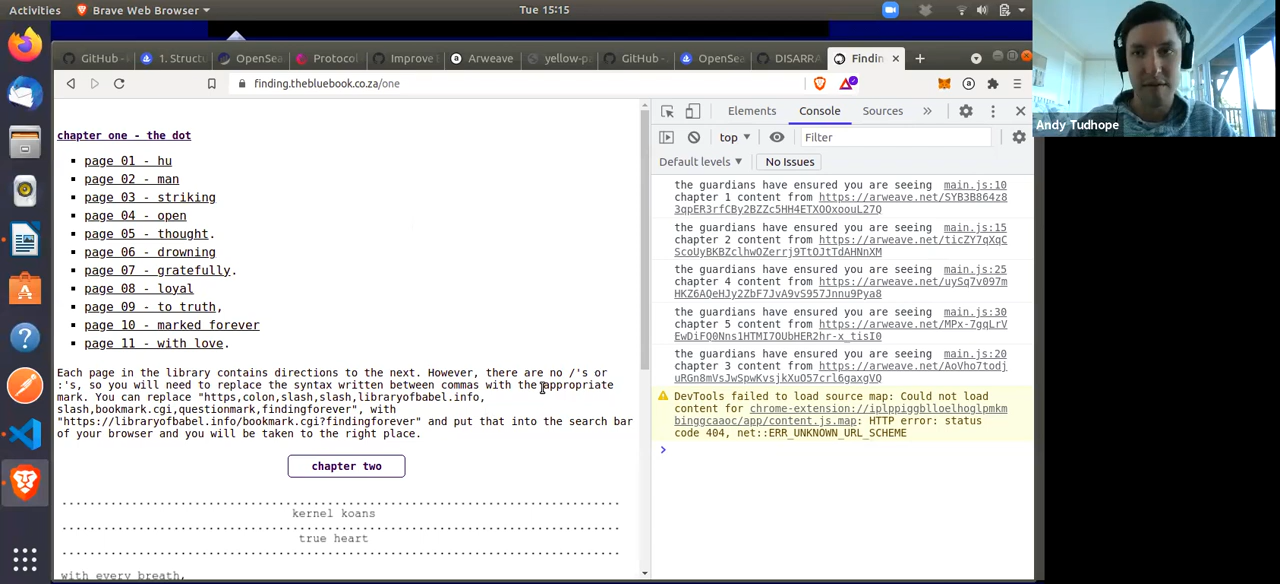 Activities
Brave Web Browser
Tue 15:15
GitHub
1. Struct
OpenSea
Protoco
Improve
Arweave
yellow-pa
GitHub
OpenSea
DISARRA
Findin
finding.thebluebook.co.za/one
chapter one - the dot
page 01 - hu
page 02 - man
page 03 - striking
page 04 - open
page 05 - thought.
page 06 - drowning
page 07 - gratefully.
page 08 - loyal
page 09 - to truth,
page 10 - marked forever
page 11 - with love.
Each page in the library contains directions to the next. However, there are no /'s or
:'s, so you will need to replace the syntax written between commas with the appropriate
mark. You can replace "https,colon,slash,slash,libraryofbabel.info,
slash,bookmark.cgi,questionmark,findingforever", with
"https://libraryofbabel.info/bookmark.cgi?findingforever" and put that into the search bar
of your browser and you will be taken to the right place.
chapter two
kernel koans
true heart
with every breath,
Elements
Console
Sources
top
Filter
Default levels
No Issues
the guardians have ensured you are seeing main.js:10
chapter 1 content from https://arweave.net/SYB3B864z8
3qpER3rfCBy2BZZc5HH4ETXOOxoouL27Q
the guardians have ensured you are seeing main.js:15
chapter 2 content from https://arweave.net/ticZY7qXqC
ScoUyBKBZclhwOZerrj9TtOJtTdAHNnXM
the guardians have ensured you are seeing main.js:25
chapter 4 content from https://arweave.net/uySq7v097m
HKZ6AQeHJy2ZbF7JvA9vS957Jnnu9Pya8
the guardians have ensured you are seeing main.js:30
chapter 5 content from https://arweave.net/MPx-7gqLrV
EwDiFQ0Nns1HTMI7OUbHER2hr-x_tisI0
the guardians have ensured you are seeing main.js:20
chapter 3 content from https://arweave.net/AoVho7todj
juRGn8mVsJwSpwKvsjkXuO57crl6gaxgVQ
DevTools failed to load source map: Could not load
content for chrome-extension://iplppiggblloelhoglpmkm
binggcaaoc/app/content.js.map: HTTP error: status
code 404, net::ERR_UNKNOWN_URL_SCHEME
Andy Tudhope